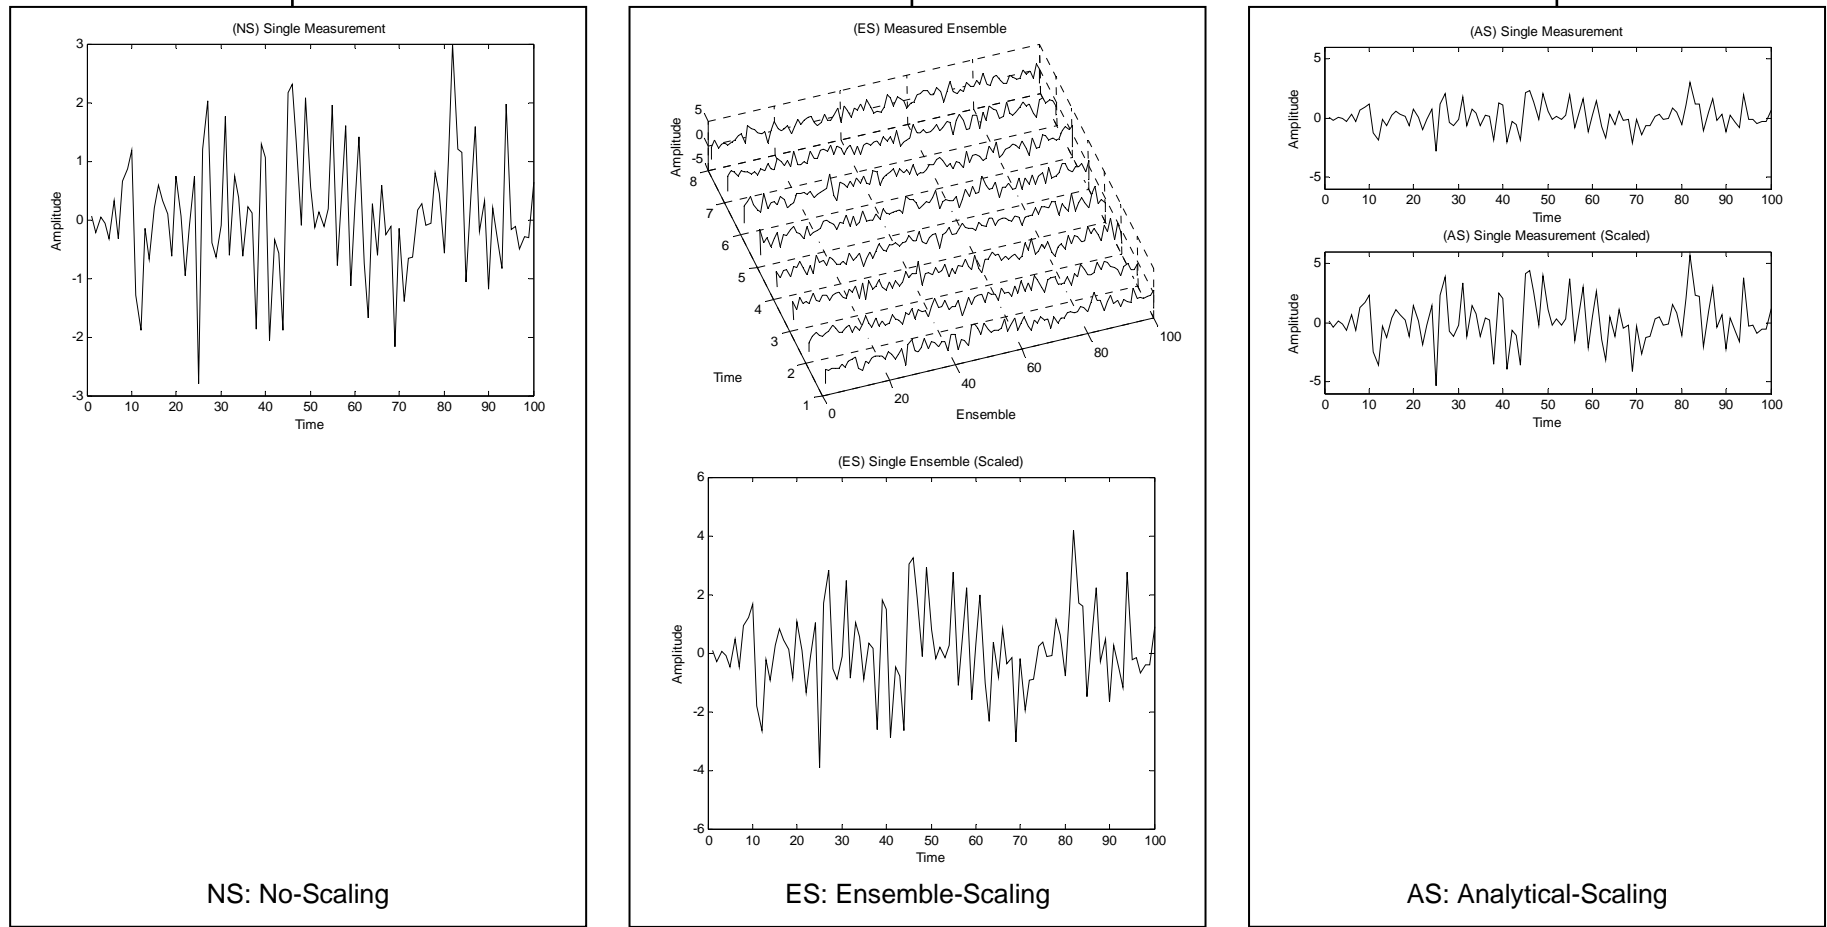 (NS) Single Measurement
3
2
1
0
-1
-2
-3
Amplitude
0 10 20 30 40 50 60 70 80 90 100
Time
NS: No-Scaling
(ES) Measured Ensemble
5
0
-5
Amplitude
8
7
6
5
4
3
2
1
Time
0 20 40 60 80 100
Ensemble
(ES) Single Ensemble (Scaled)
6
4
2
0
-2
-4
-6
Amplitude
0 10 20 30 40 50 60 70 80 90 100
Time
ES: Ensemble-Scaling
(AS) Single Measurement
5
0
-5
Amplitude
0 10 20 30 40 50 60 70 80 90 100
Time
(AS) Single Measurement (Scaled)
5
0
-5
Amplitude
0 10 20 30 40 50 60 70 80 90 100
Time
AS: Analytical-Scaling